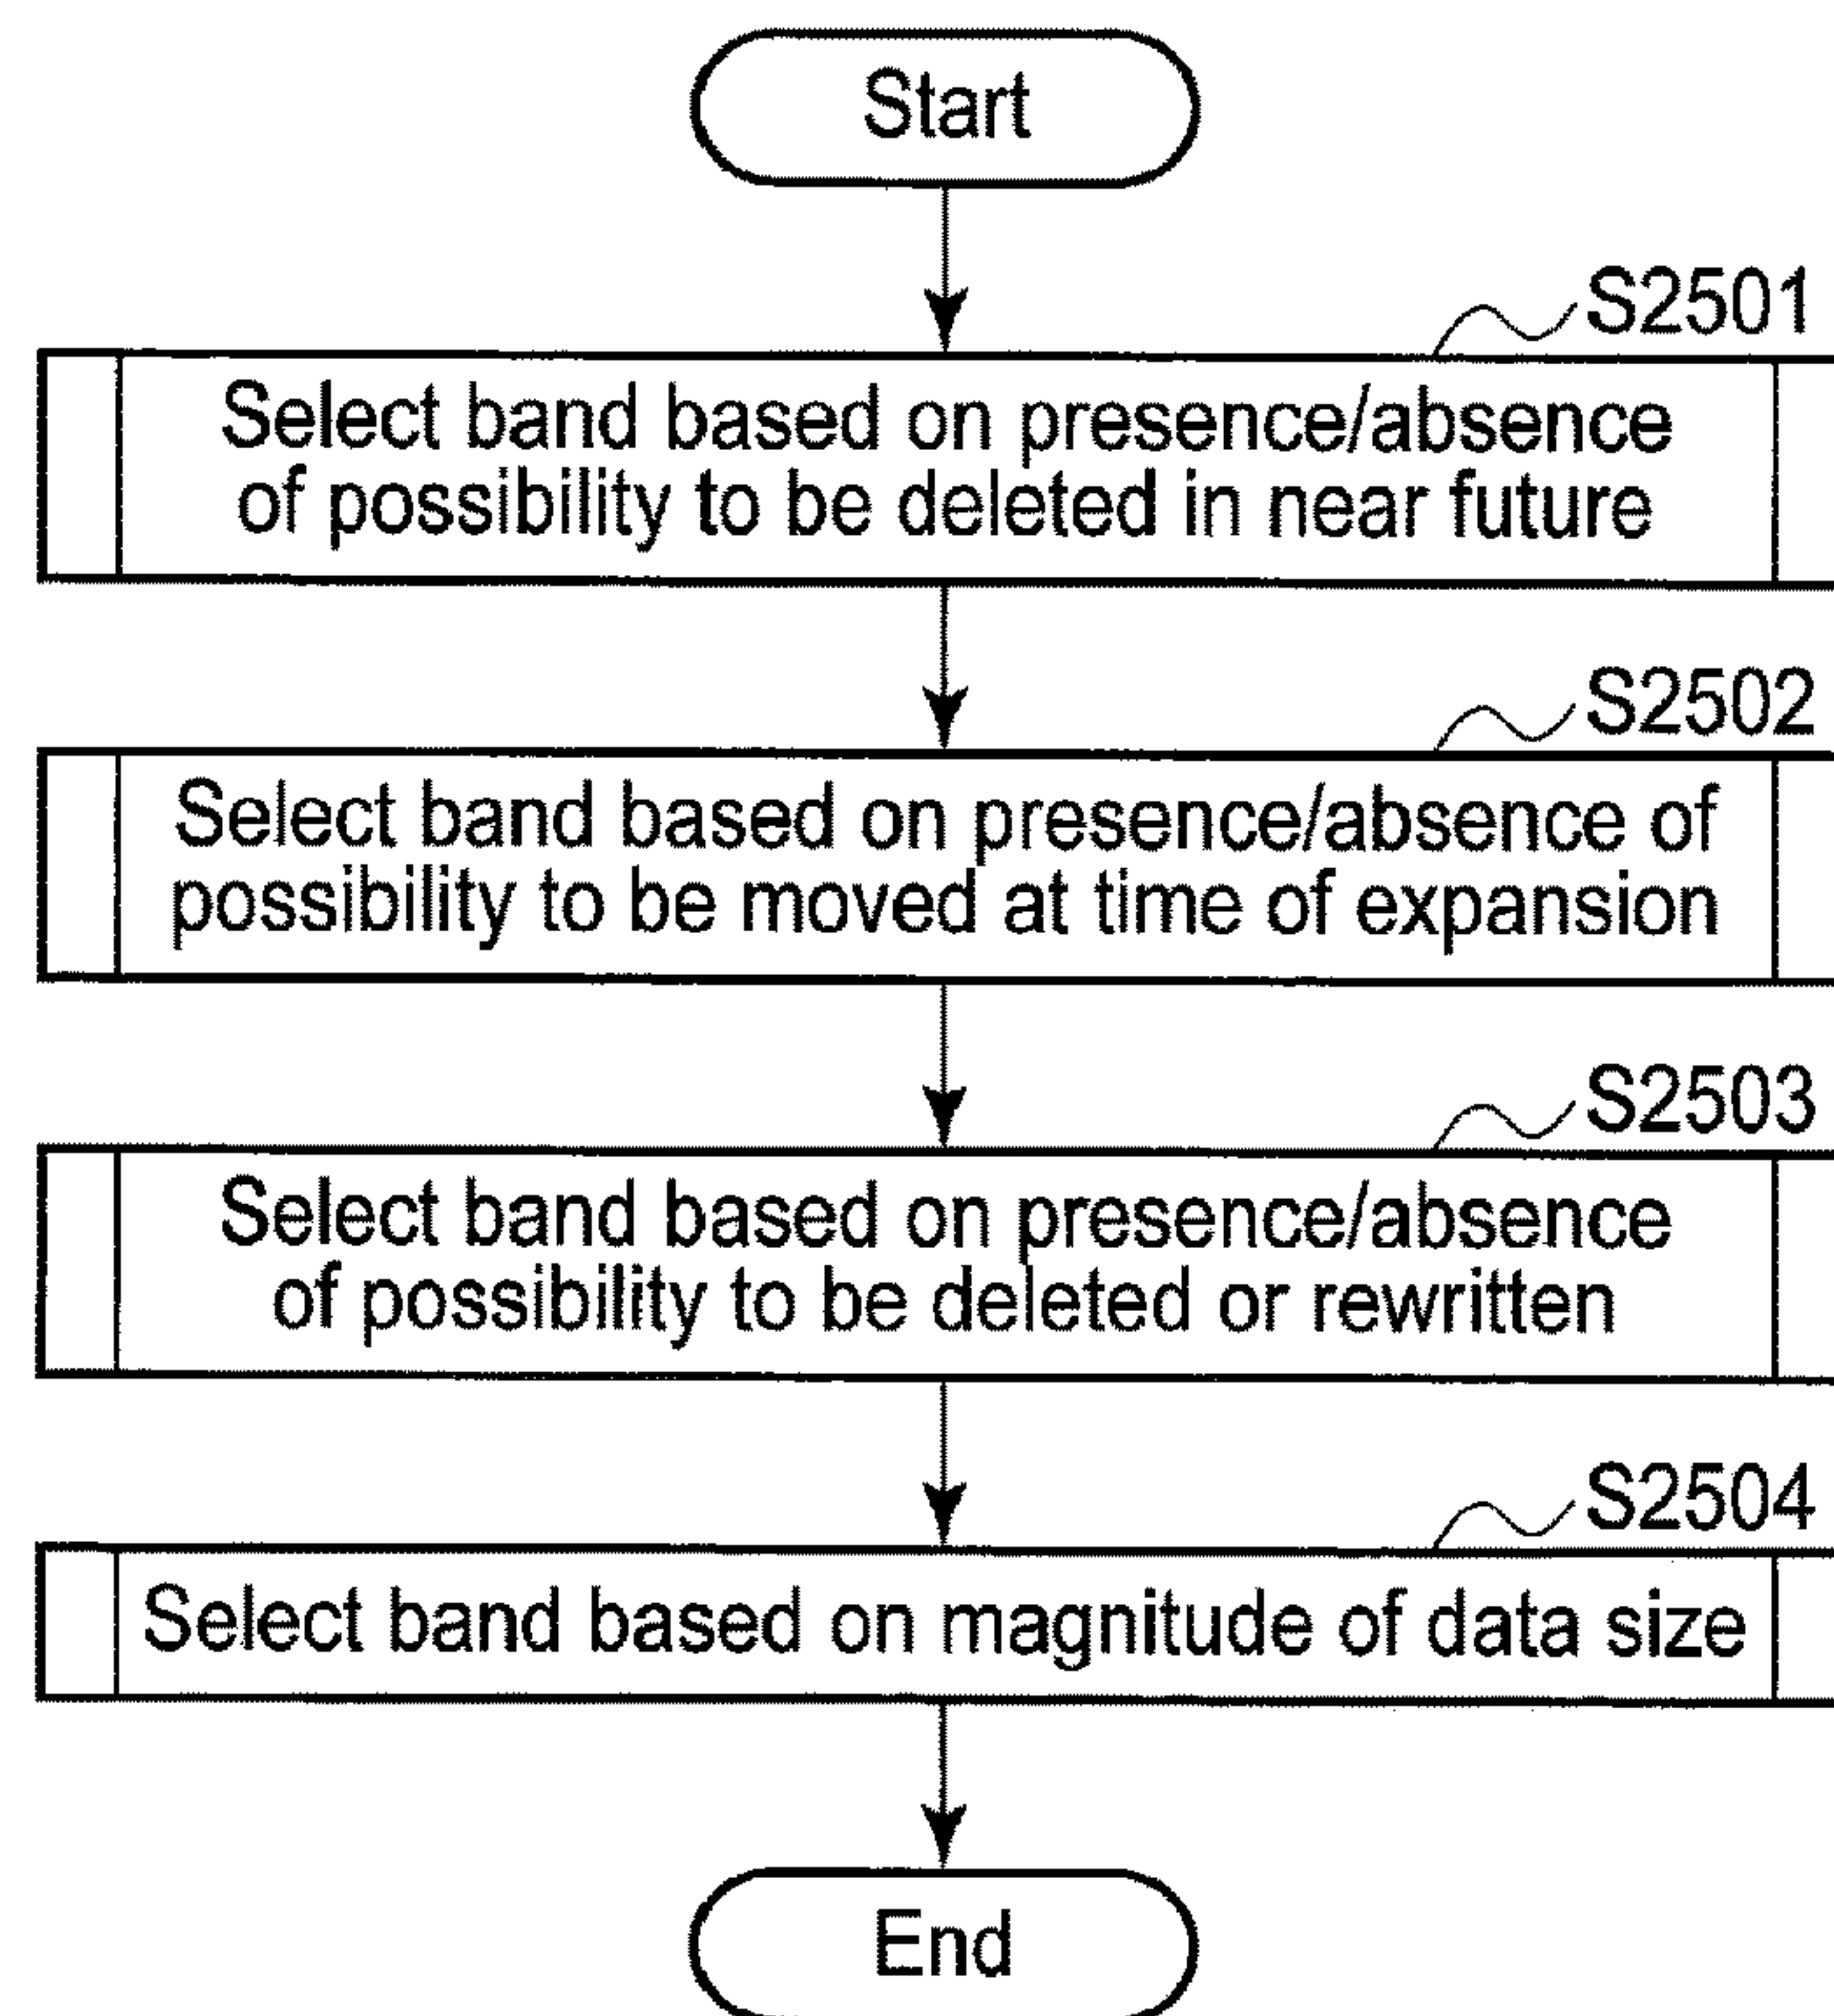 Start
S2501
Select band based on presence/absence
of possibility to be deleted in near future
S2502
Select band based on presence/absence of
possibility to be moved at time of expansion
S2503
Select band based on presence/absence
of possibility to be deleted or rewritten
S2504
Select band based on magnitude of data size
End